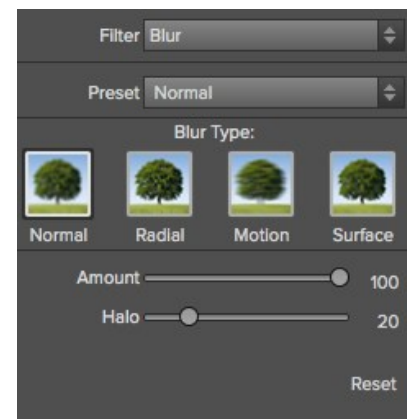 Filter Blur
Preset Normal
Blur Type:
Normal Radial Motion Surface
Amount 100
Halo 20
Reset